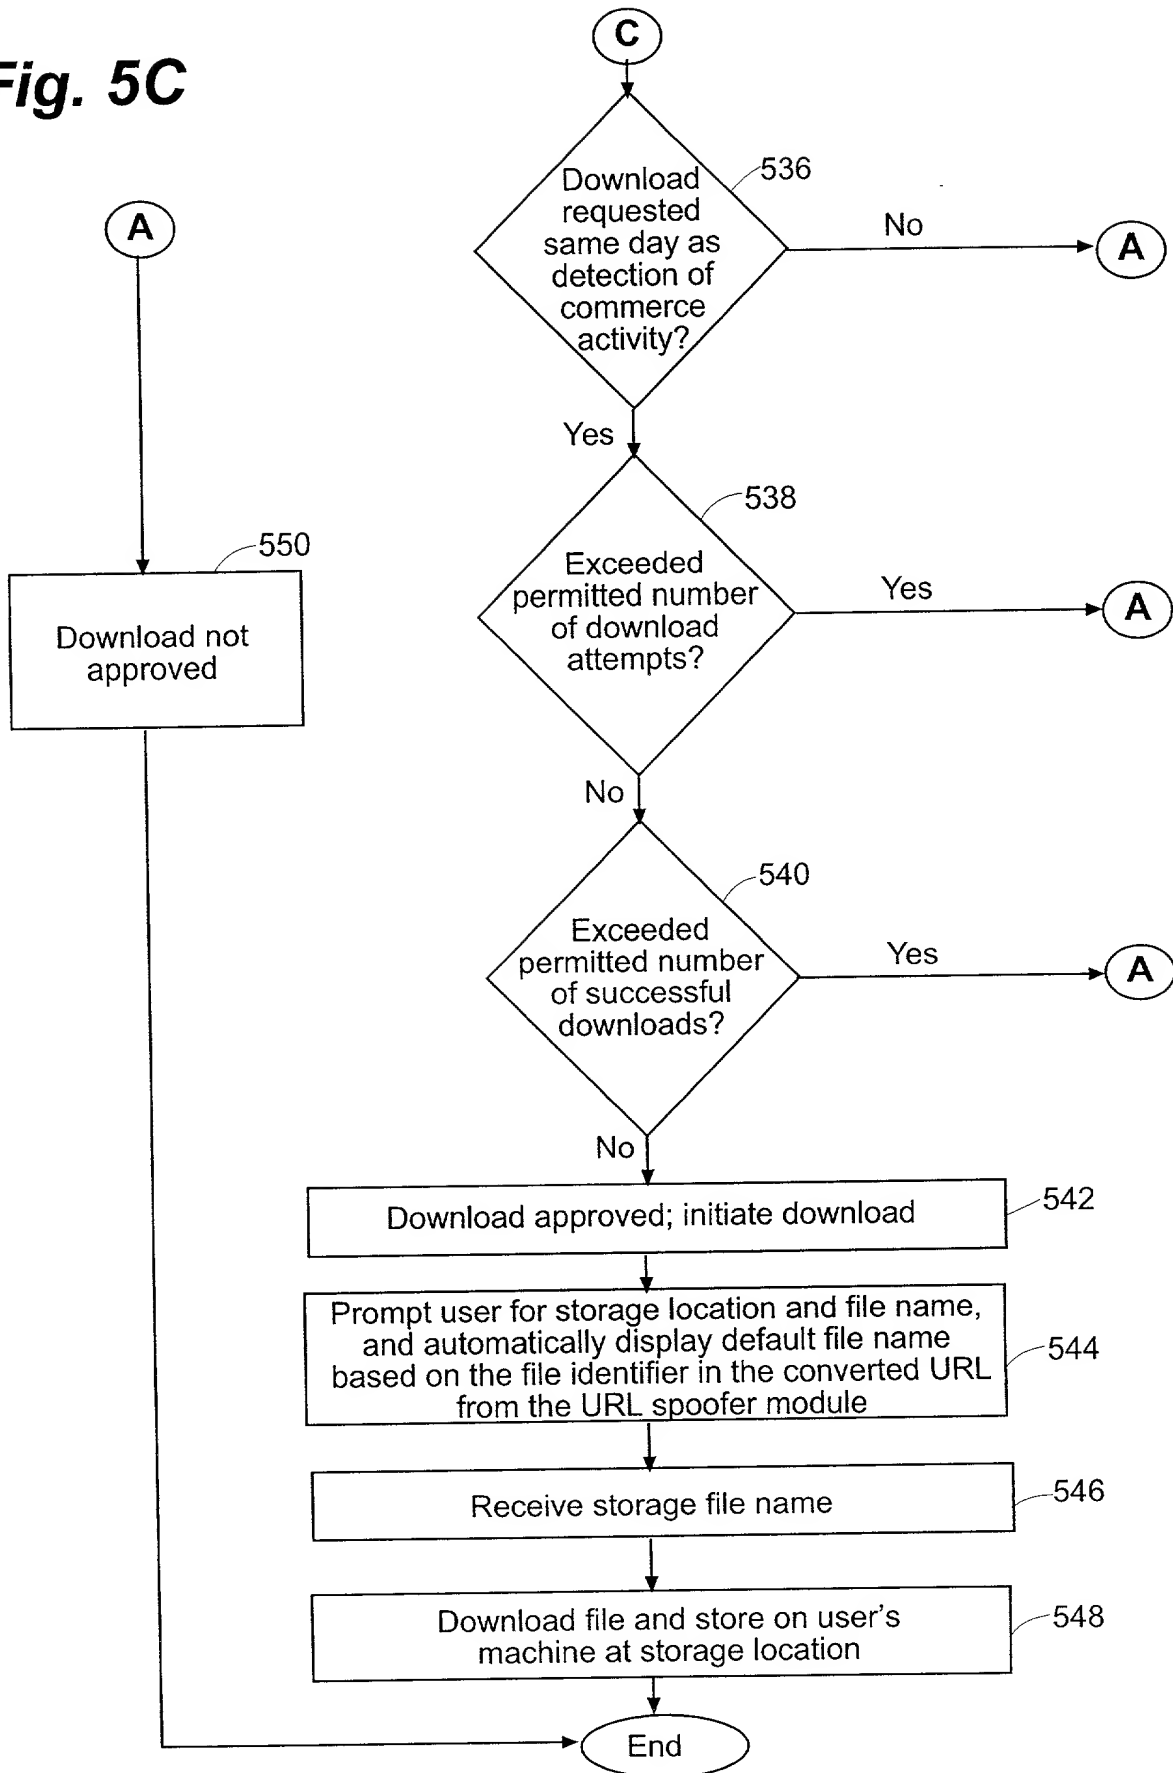 Fig. 5C
C
Download
requested
same day as
detection of
commerce
activity?
536
No
A
A
Yes
Exceeded
permitted number
of download
attempts?
538
Yes
A
550
Download not
approved
No
Exceeded
permitted number
of successful
downloads?
540
Yes
A
No
Download approved; initiate download
542
Prompt user for storage location and file name,
and automatically display default file name
based on the file identifier in the converted URL
from the URL spoofer module
544
Receive storage file name
546
Download file and store on user's
machine at storage location
548
End